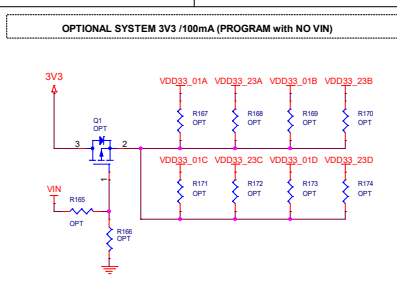 OPTIONAL SYSTEM 3V3 /100mA (PROGRAM with NO VIN)
3V3
VDD33_01A VDD33_23A VDD33_01B VDD33_23B
Q1
OPT
R167
OPT
R168
OPT
R169
OPT
R170
OPT
3
2
1
VDD33_01C VDD33_23C VDD33_01D VDD33_23D
VIN
R165
OPT
R171
OPT
R172
OPT
R173
OPT
R174
OPT
R166
OPT